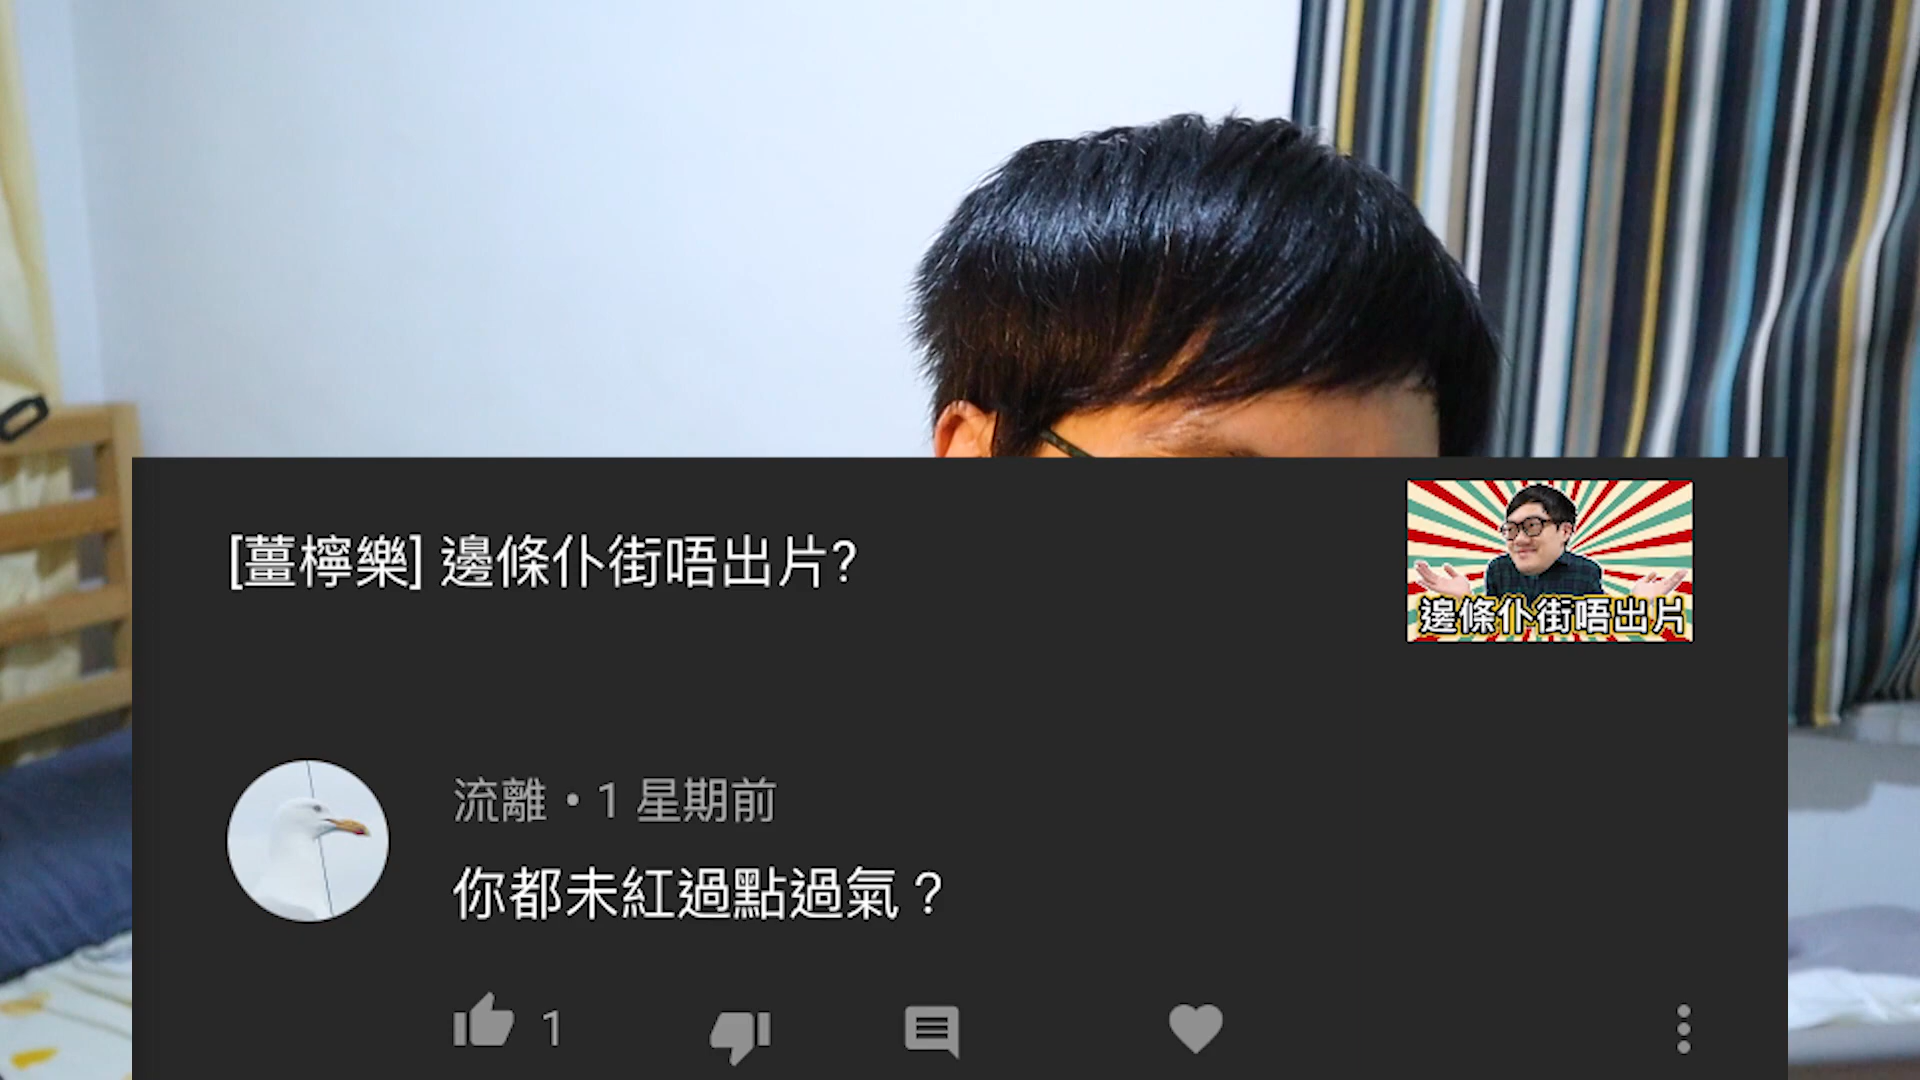 [薑檸樂] 邊條仆街唔出片?
邊條仆街唔出片
流離 • 1 星期前
你都未紅過點過氣？
1